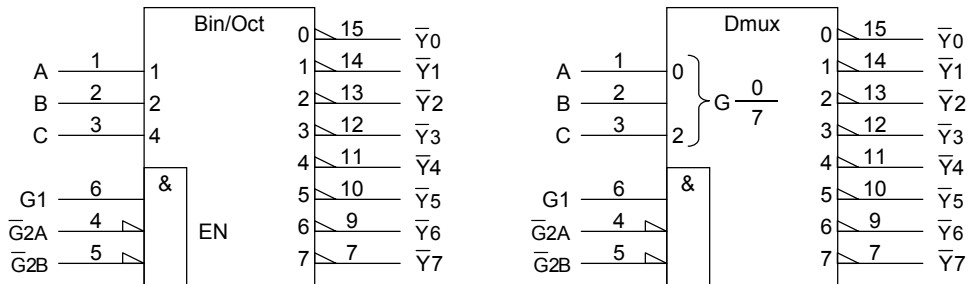 Bin/Oct
A 1 1
B 2 2
C 3 4
&
G1 6
G̅2A 4
G̅2B 5
EN
0 15 Y̅0
1 14 Y̅1
2 13 Y̅2
3 12 Y̅3
4 11 Y̅4
5 10 Y̅5
6 9 Y̅6
7 7 Y̅7
Dmux
A 1 0
B 2
C 3 2
G 0/7
&
G1 6
G̅2A 4
G̅2B 5
0 15 Y̅0
1 14 Y̅1
2 13 Y̅2
3 12 Y̅3
4 11 Y̅4
5 10 Y̅5
6 9 Y̅6
7 7 Y̅7